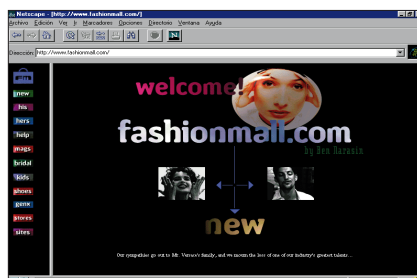 Netscape - [http://www.fashionmall.com/]
Archivo Edición Ver Ir Marcadores Opciones Directorio Ventana Ayuda
Dirección: http://www.fashionmall.com/
new
his
hers
help
mags
bridal
kids
shoes
genx
stores
sites
welcome!
fashionmall.com
by Ben Narasin
new
Our sympathies go out to Mr. Versace's family, and we mourn the loss of one of our industry's greatest talents...